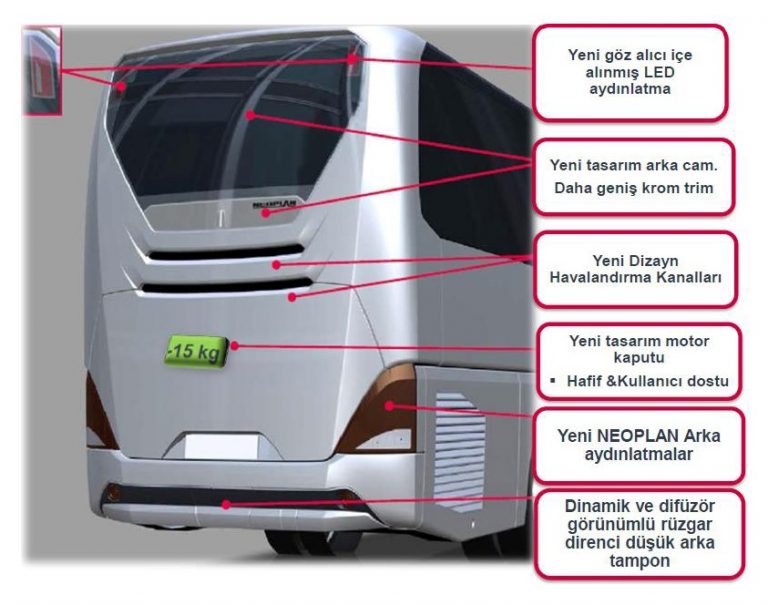 Yeni göz alıcı içe
alınmış LED
aydınlatma
Yeni tasarım arka cam.
Daha geniş krom trim
NEOPLAN
Yeni Dizayn
Havalandırma Kanalları
Yeni tasarım motor
kaputu
▪ Hafif &Kullanıcı dostu
-15 kg
Yeni NEOPLAN Arka
aydınlatmalar
Dinamik ve difüzör
görünümlü rüzgar
direnci düşük arka
tampon